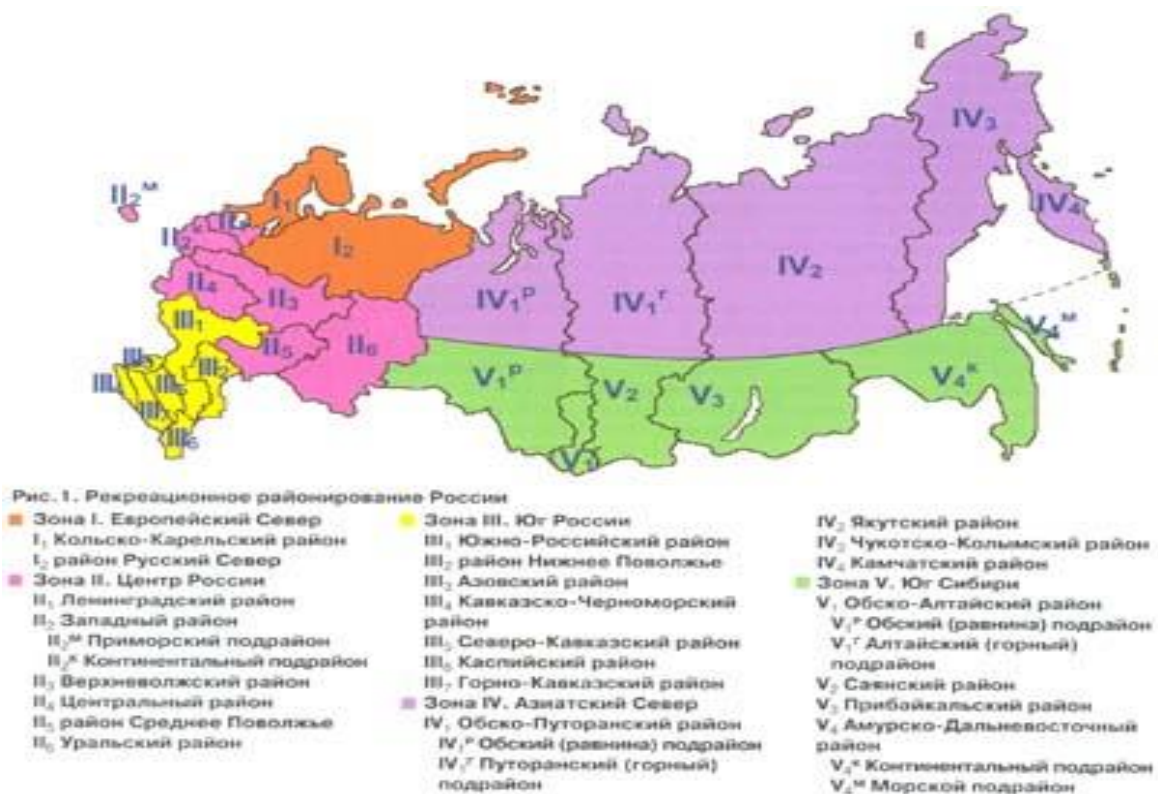 II₂ᴹ
I₁
I₂
II₂
II₄
II₃
II₅
II₆
III₁
III₂
III₆
IV₁ᴾ
IV₁ᴦ
IV₂
IV₃
IV₄
V₁ᴾ
V₂
V₃
V₄ᴷ
V₄ᴹ
Рис. 1. Рекреационное районирование России
Зона I. Европейский Север
I₁ Кольско-Карельский район
I₂ район Русский Север
Зона II. Центр России
II₁ Ленинградский район
II₂ Западный район
II₂ᴹ Приморский подрайон
II₂ᴷ Континентальный подрайон
II₃ Верхневолжский район
II₄ Центральный район
II₅ район Среднее Поволжье
II₆ Уральский район
Зона III. Юг России
III₁ Южно-Российский район
III₂ район Нижнее Поволжье
III₃ Азовский район
III₄ Кавказско-Черноморский
район
III₅ Северо-Кавказский район
III₆ Каспийский район
III₇ Горно-Кавказский район
Зона IV. Азиатский Север
IV₁ Обско-Путоранский район
IV₁ᴾ Обский (равнина) подрайон
IV₁ᴦ Путоранский (горный)
подрайон
IV₂ Якутский район
IV₃ Чукотско-Колымский район
IV₄ Камчатский район
Зона V. Юг Сибири
V₁ Обско-Алтайский район
V₁ᴾ Обский (равнина) подрайон
V₁ᴦ Алтайский (горный)
подрайон
V₂ Саянский район
V₃ Прибайкальский район
V₄ Амурско-Дальневосточный
район
V₄ᴷ Континентальный подрайон
V₄ᴹ Морской подрайон